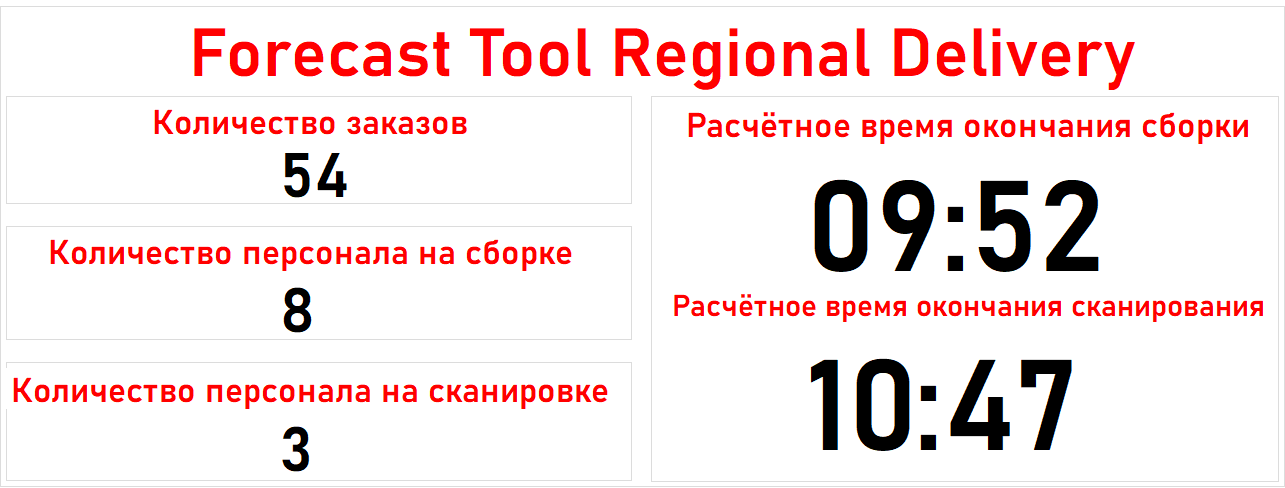 Forecast Tool Regional Delivery
Количество заказов
54
Количество персонала на сборке
8
Количество персонала на сканировке
3
Расчётное время окончания сборки
09:52
Расчётное время окончания сканирования
10:47